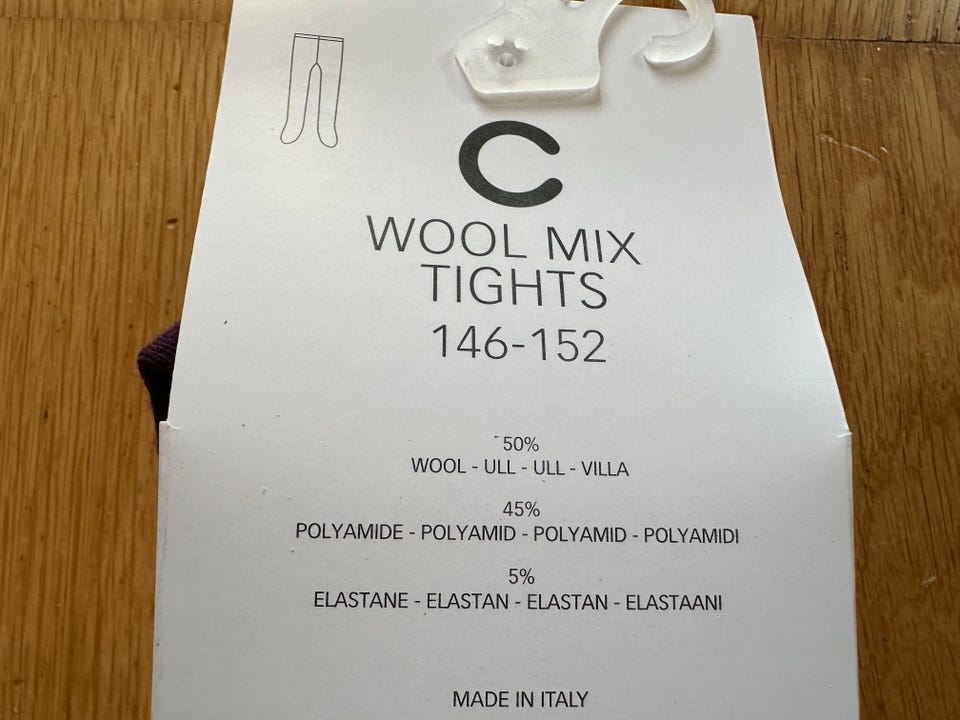 C
WOOL MIX
TIGHTS
146-152
50%
WOOL - ULL - ULL - VILLA
45%
POLYAMIDE - POLYAMID - POLYAMID - POLYAMIDI
5%
ELASTANE - ELASTAN - ELASTAN - ELASTAANI
MADE IN ITALY